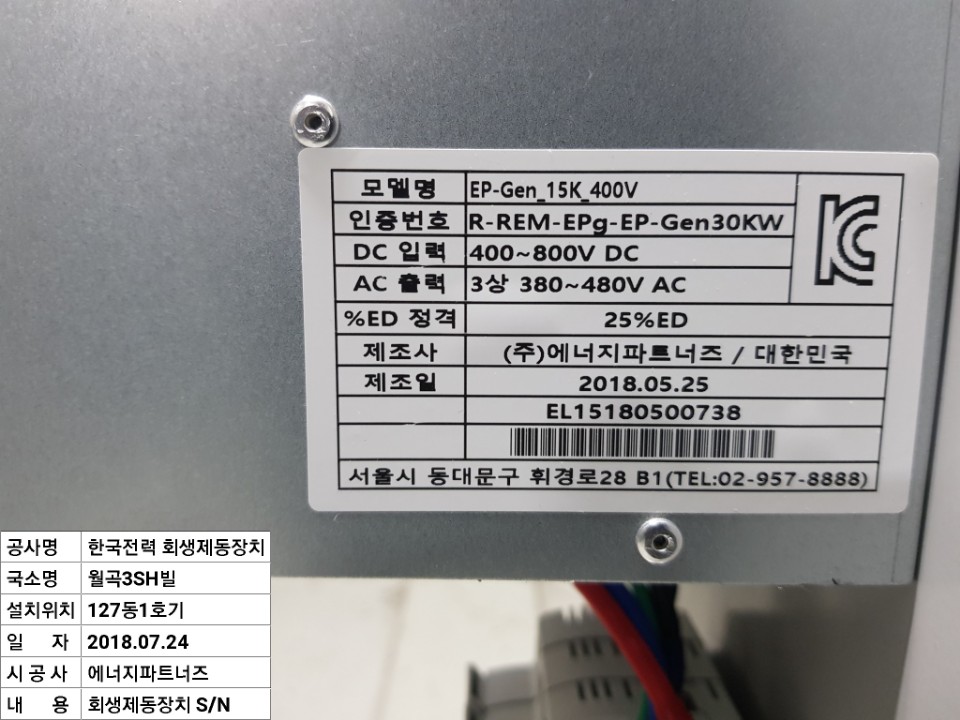 모델명 EP-Gen_15K_400V
인증번호 R-REM-EPg-EP-Gen30KW
DC 입력 400~800V DC
AC 출력 3상 380~480V AC
%ED 정격 25%ED
제조사 (주)에너지파트너즈 / 대한민국
제조일 2018.05.25
EL15180500738
서울시 동대문구 휘경로28 B1(TEL:02-957-8888)
공사명 한국전력 회생제동장치
국소명 월곡3SH빌
설치위치 127동1호기
일 자 2018.07.24
시 공 사 에너지파트너즈
내 용 회생제동장치 S/N